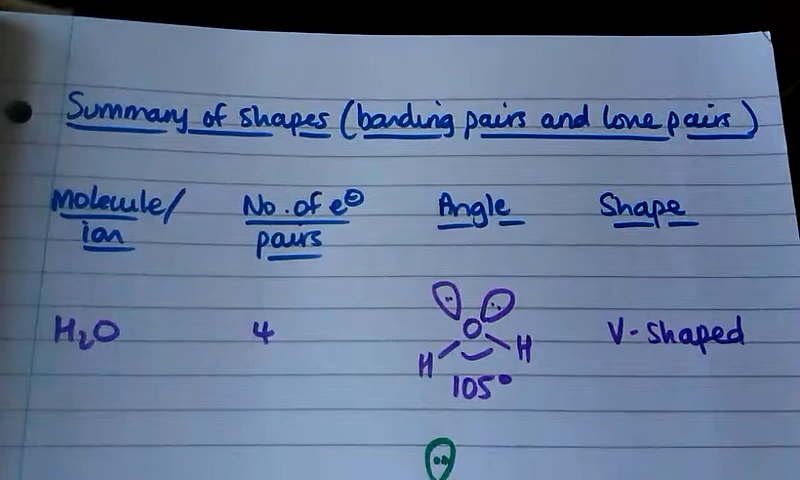 Summary of shapes (bonding pairs and lone pairs)
Molecule/ No. of e⊖ Angle Shape
ion pairs
H₂O 4 O V-shaped
H H
105°